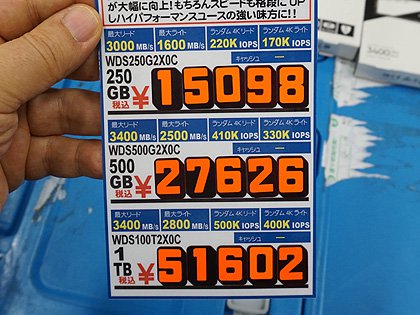 が大幅に向上！もちろんスピードも格段にUP
しハイパフォーマンスユースの強い味方に!!
最大リード 最大ライト ランダム4Kリード ランダム4Kライト
3000 MB/s 1600 MB/s 220K IOPS 170K IOPS
WDS250G2X0C キャッシュ —
250
GB
税込 ¥15098
最大リード 最大ライト ランダム4Kリード ランダム4Kライト
3400 MB/s 2500 MB/s 410K IOPS 330K IOPS
WDS500G2X0C キャッシュ —
500
GB
税込 ¥27626
最大リード 最大ライト ランダム4Kリード ランダム4Kライト
3400 MB/s 2800 MB/s 500K IOPS 400K IOPS
WDS100T2X0C キャッシュ —
1
TB
税込 ¥51602